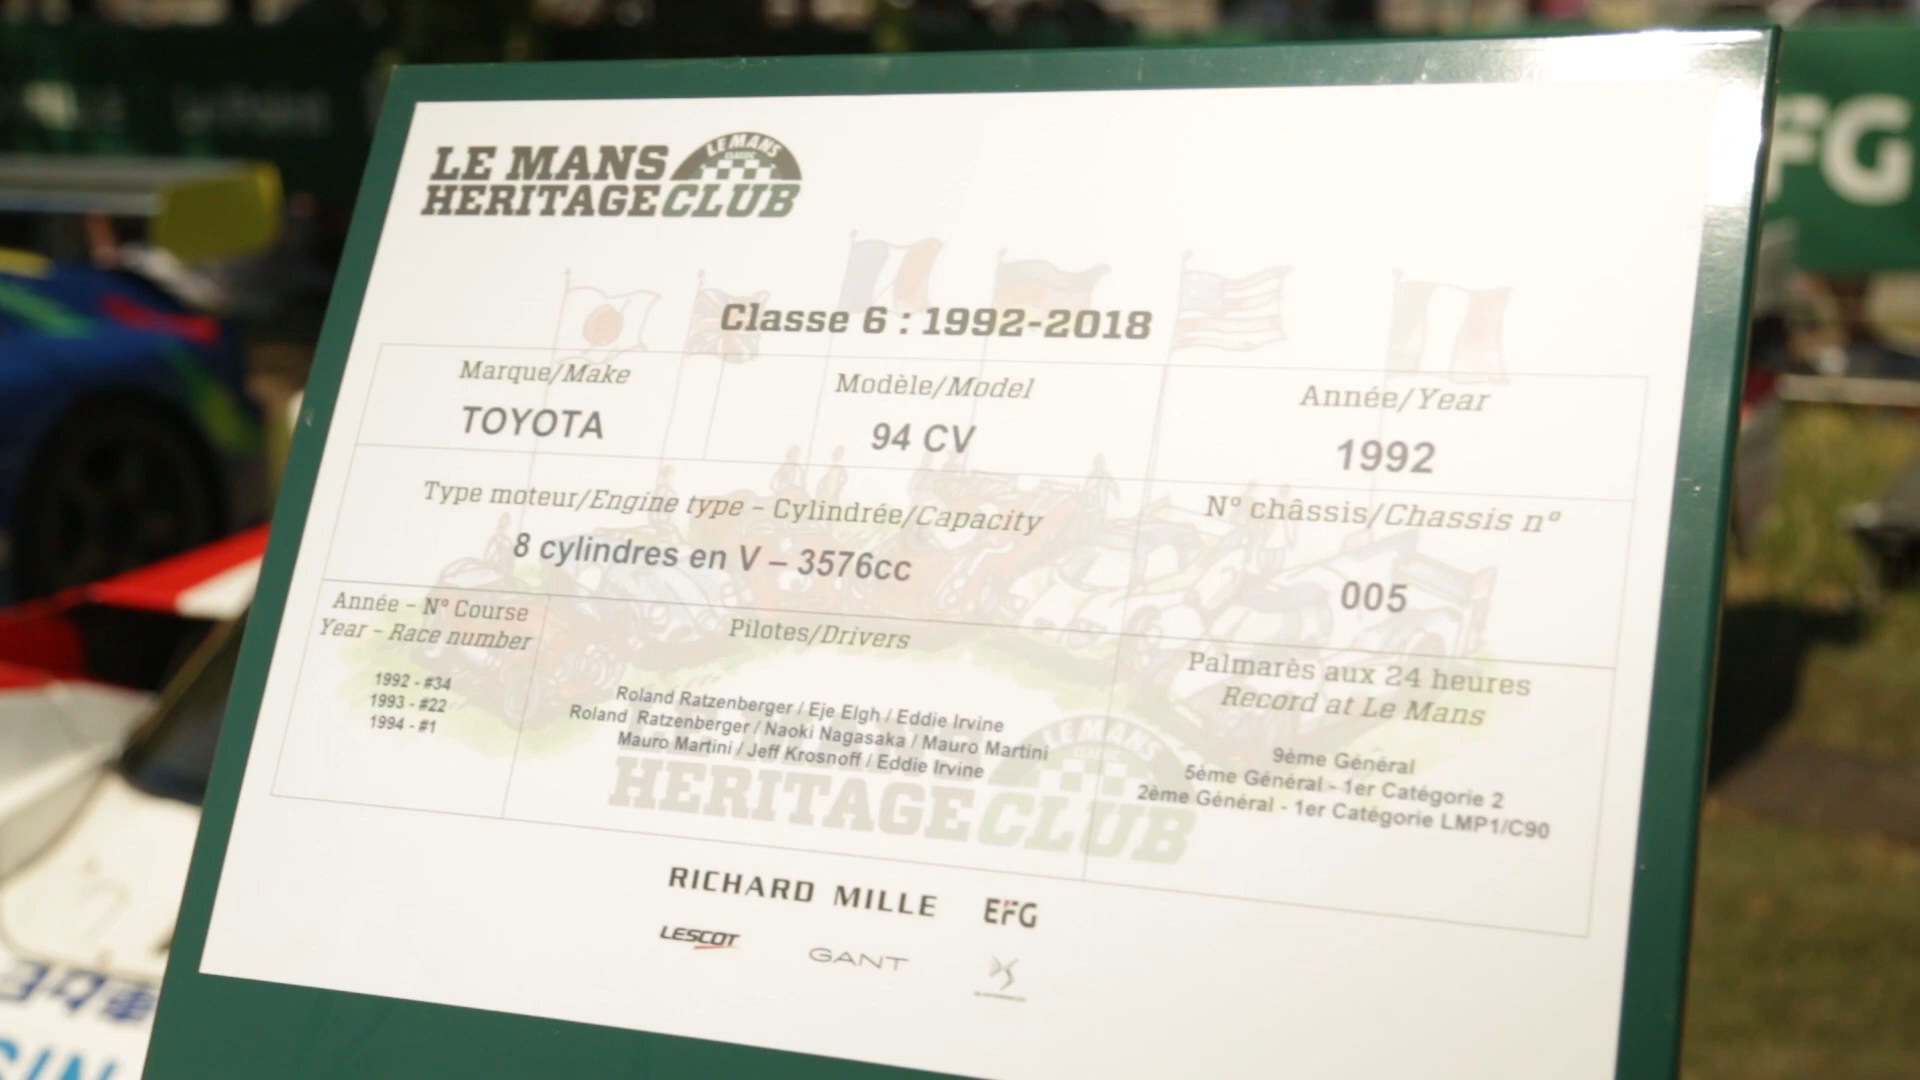 LE MANS
HERITAGE CLUB
LE MANS
CLASSIC
Classe 6 : 1992-2018
Marque/Make
TOYOTA
Modèle/Model
94 CV
Année/Year
1992
Type moteur/Engine type – Cylindrée/Capacity
8 cylindres en V – 3576cc
N° châssis/Chassis n°
005
Année – N° Course
Year – Race number
1992 - #34
1993 - #22
1994 - #1
Pilotes/Drivers
Roland Ratzenberger / Eje Elgh / Eddie Irvine
Roland Ratzenberger / Naoki Nagasaka / Mauro Martini
Mauro Martini / Jeff Krosnoff / Eddie Irvine
Palmarès aux 24 heures
Record at Le Mans
9ème Général
5ème Général - 1er Catégorie 2
2ème Général - 1er Catégorie LMP1/C90
LE MANS
HERITAGE CLUB
RICHARD MILLE
EFG
LESCOT
GANT
FG